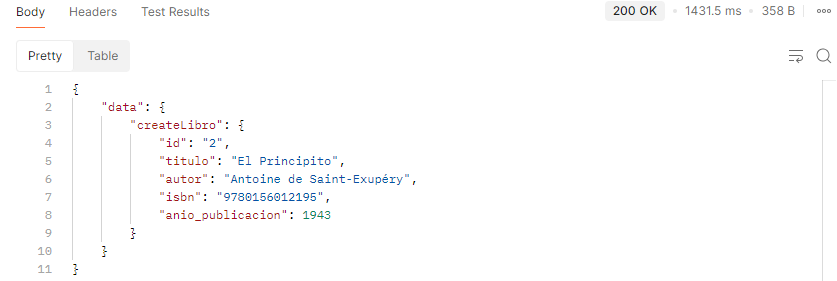 Body Headers Test Results 200 OK 1431.5 ms 358 B
Pretty Table
1 {
2 "data": {
3 "createLibro": {
4 "id": "2",
5 "titulo": "El Principito",
6 "autor": "Antoine de Saint-Exupéry",
7 "isbn": "9780156012195",
8 "anio_publicacion": 1943
9 }
10 }
11 }